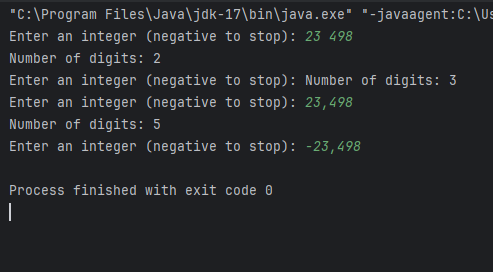 "C:\Program Files\Java\jdk-17\bin\java.exe" "-javaagent:C:\Us
Enter an integer (negative to stop): 23 498
Number of digits: 2
Enter an integer (negative to stop): Number of digits: 3
Enter an integer (negative to stop): 23,498
Number of digits: 5
Enter an integer (negative to stop): -23,498
Process finished with exit code 0